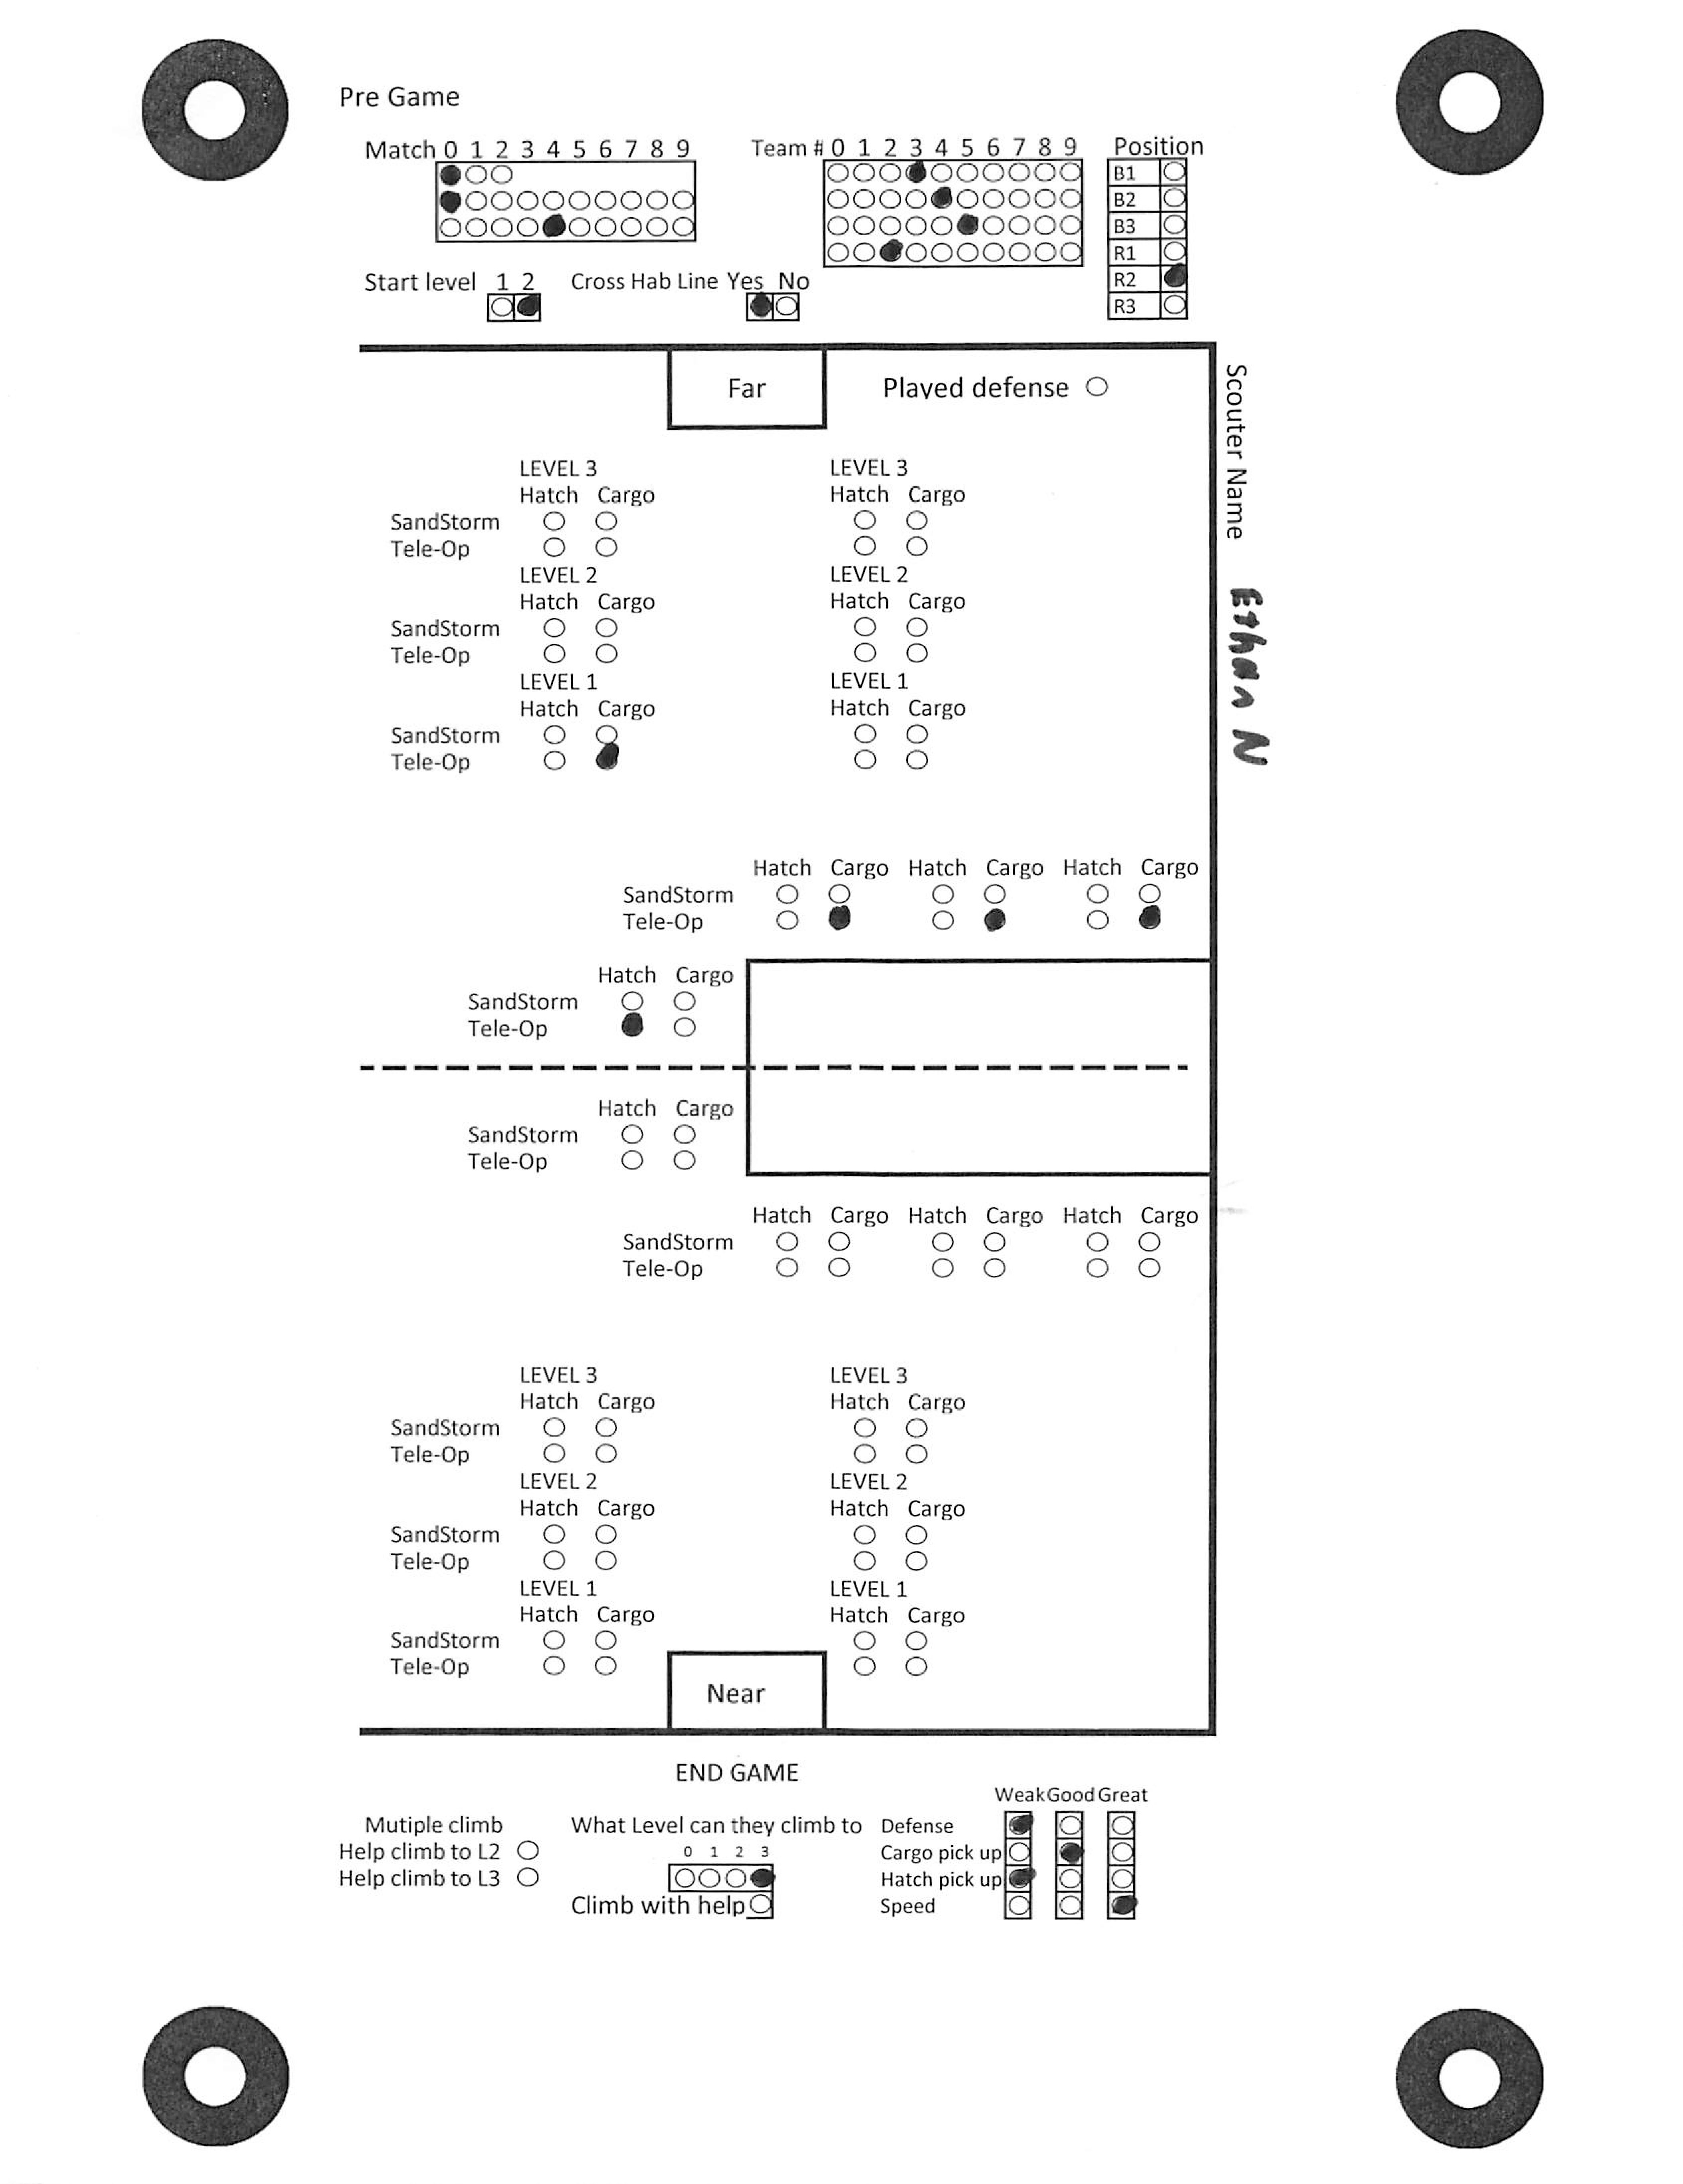 Pre Game
Match 0 1 2 3 4 5 6 7 8 9
Team # 0 1 2 3 4 5 6 7 8 9
Position
B1
B2
B3
R1
R2
R3
Start level 1 2
Cross Hab Line Yes No
Far
Played defense
Scouter Name Ethan N
LEVEL 3 LEVEL 3
Hatch Cargo Hatch Cargo
SandStorm
Tele-Op
LEVEL 2 LEVEL 2
Hatch Cargo Hatch Cargo
SandStorm
Tele-Op
LEVEL 1 LEVEL 1
Hatch Cargo Hatch Cargo
SandStorm
Tele-Op
Hatch Cargo Hatch Cargo Hatch Cargo
SandStorm
Tele-Op
Hatch Cargo
SandStorm
Tele-Op
Hatch Cargo
SandStorm
Tele-Op
Hatch Cargo Hatch Cargo Hatch Cargo
SandStorm
Tele-Op
LEVEL 3 LEVEL 3
Hatch Cargo Hatch Cargo
SandStorm
Tele-Op
LEVEL 2 LEVEL 2
Hatch Cargo Hatch Cargo
SandStorm
Tele-Op
LEVEL 1 LEVEL 1
Hatch Cargo Hatch Cargo
SandStorm
Tele-Op
Near
END GAME
Mutiple climb
Help climb to L2
Help climb to L3
What Level can they climb to
0 1 2 3
Climb with help
Weak Good Great
Defense
Cargo pick up
Hatch pick up
Speed